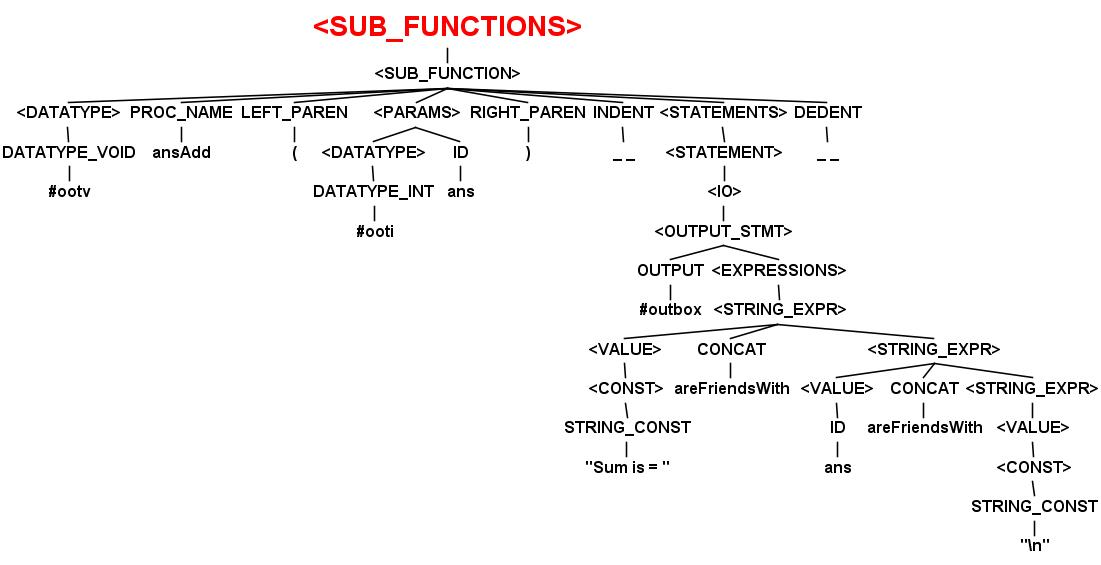 <SUB_FUNCTIONS>
<SUB_FUNCTION>
<DATATYPE> PROC_NAME LEFT_PAREN <PARAMS> RIGHT_PAREN INDENT <STATEMENTS> DEDENT
DATATYPE_VOID ansAdd ( <DATATYPE> ID ) _ _ <STATEMENT> _ _
#ootv DATATYPE_INT ans <IO>
#ooti <OUTPUT_STMT>
OUTPUT <EXPRESSIONS>
#outbox <STRING_EXPR>
<VALUE> CONCAT <STRING_EXPR>
<CONST> areFriendsWith <VALUE> CONCAT <STRING_EXPR>
STRING_CONST ID areFriendsWith <VALUE>
"Sum is = " ans <CONST>
STRING_CONST
"\n"